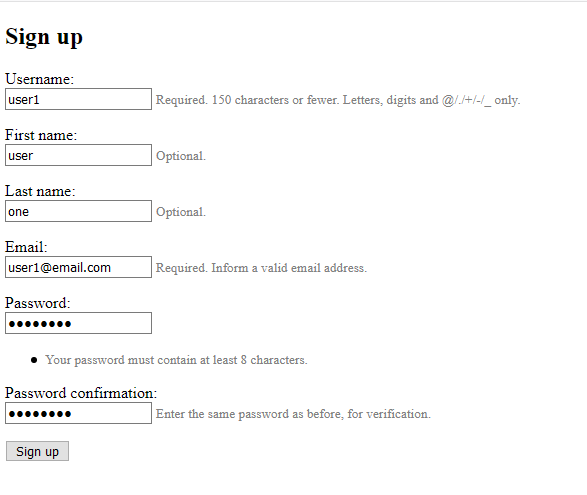 Sign up
Username:
user1 Required. 150 characters or fewer. Letters, digits and @/./+/-/_ only.
First name:
user Optional.
Last name:
one Optional.
Email:
user1@email.com Required. Inform a valid email address.
Password:
●●●●●●●●
• Your password must contain at least 8 characters.
Password confirmation:
●●●●●●●● Enter the same password as before, for verification.
Sign up